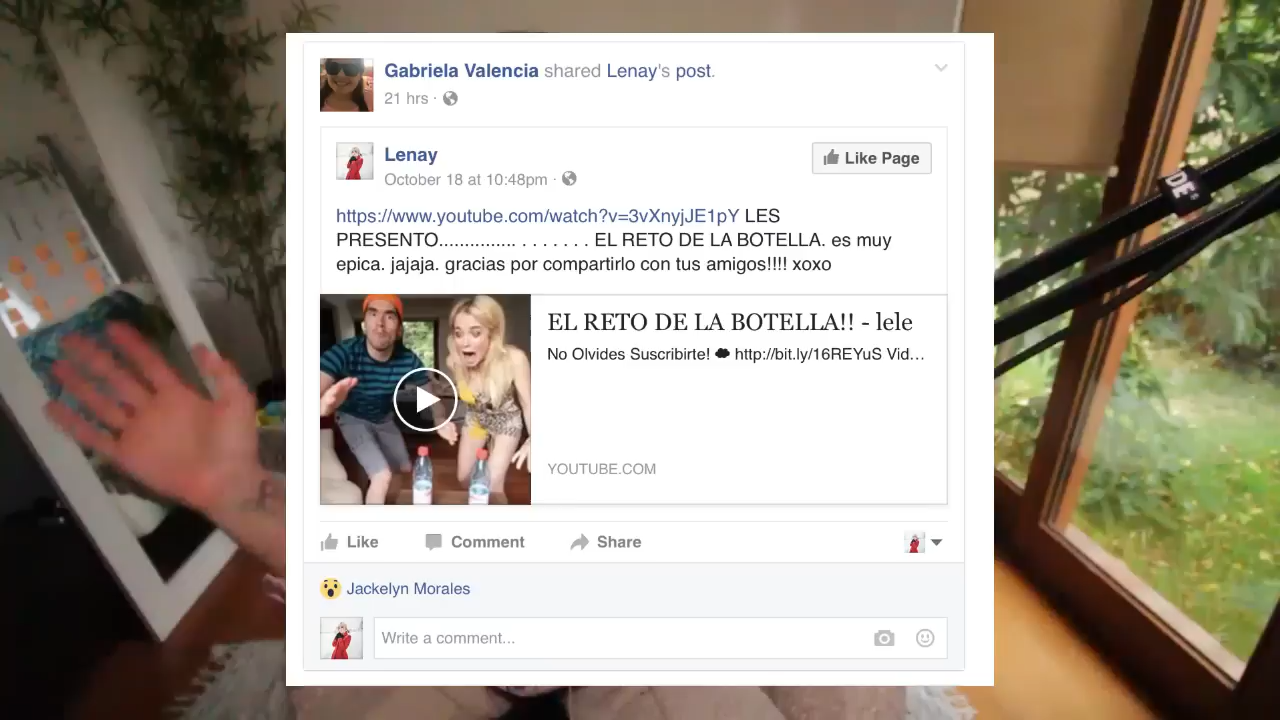 Gabriela Valencia shared Lenay's post.
21 hrs ·
Lenay
Like Page
October 18 at 10:48pm ·
https://www.youtube.com/watch?v=3vXnyjJE1pY LES
PRESENTO............... . . . . . . . EL RETO DE LA BOTELLA. es muy
epica. jajaja. gracias por compartirlo con tus amigos!!!! xoxo
EL RETO DE LA BOTELLA!! - lele
No Olvides Suscribirte! http://bit.ly/16REYuS Vid...
YOUTUBE.COM
Like Comment Share
Jackelyn Morales
Write a comment...
DE